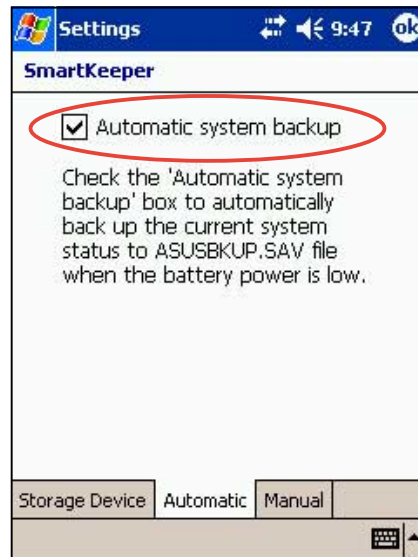 Settings 9:47 ok
SmartKeeper
Automatic system backup
Check the 'Automatic system
backup' box to automatically
back up the current system
status to ASUSBKUP.SAV file
when the battery power is low.
Storage Device Automatic Manual